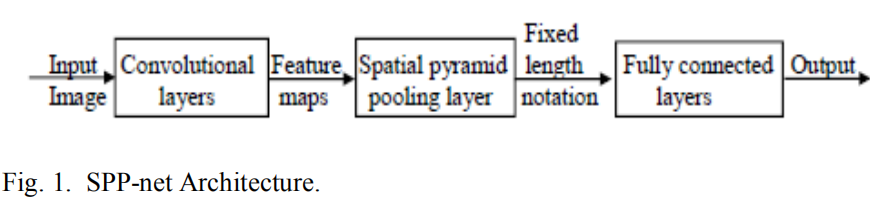 Input Image
Convolutional layers
Feature maps
Spatial pyramid pooling layer
Fixed length notation
Fully connected layers
Output
Fig. 1. SPP-net Architecture.